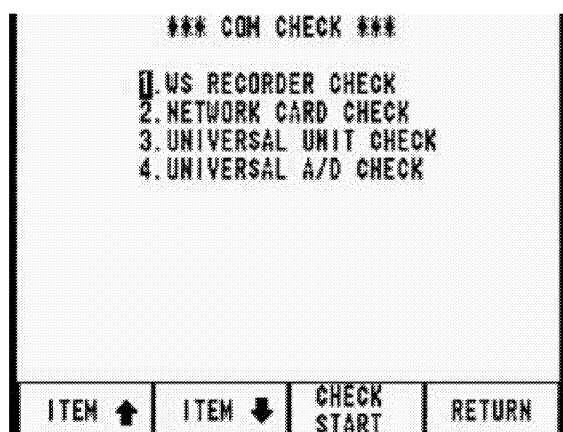 *** COM CHECK ***
1.WS RECORDER CHECK
2.NETWORK CARD CHECK
3.UNIVERSAL UNIT CHECK
4.UNIVERSAL A/D CHECK
ITEM ↑ ITEM ↓ CHECK START RETURN